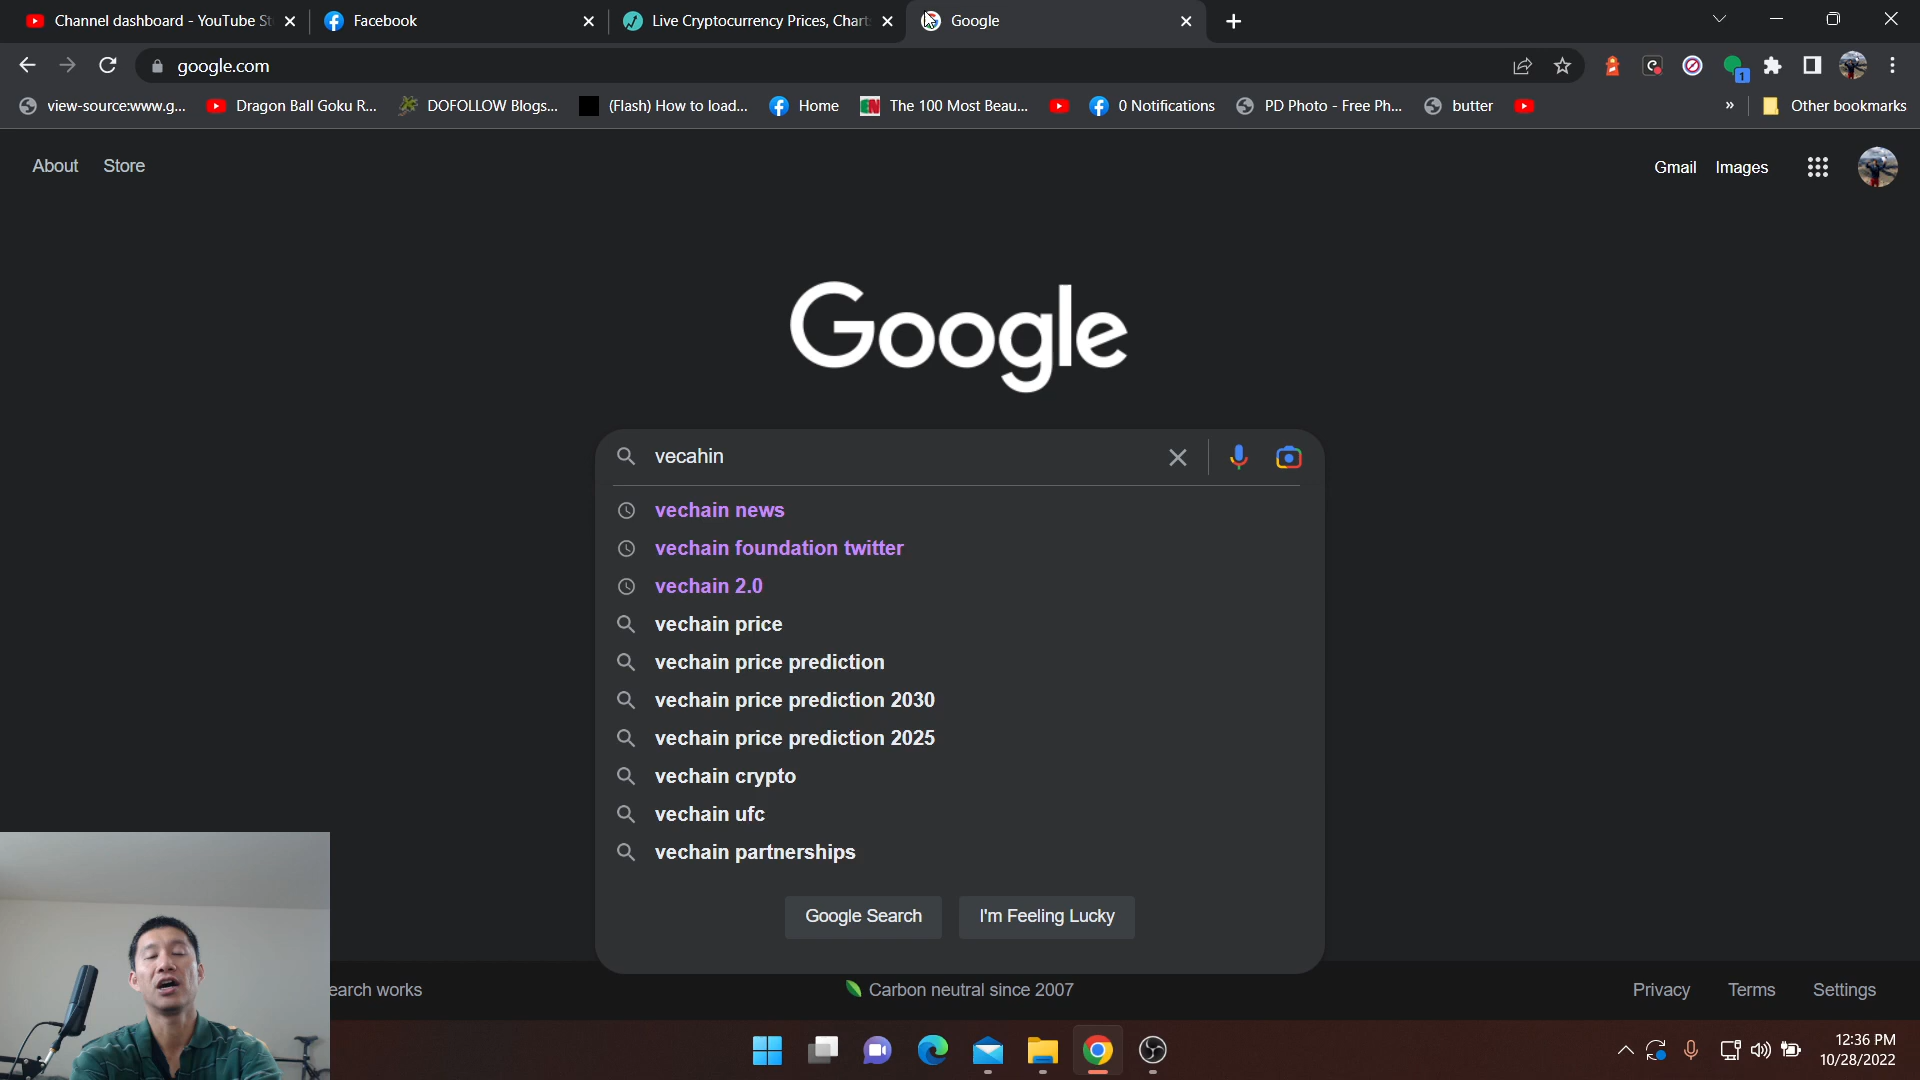 Channel dashboard - YouTube St
Facebook
Live Cryptocurrency Prices, Chart
Google
google.com
1
view-source:www.g...
Dragon Ball Goku R...
DOFOLLOW Blogs...
(Flash) How to load...
Home
The 100 Most Beau...
0 Notifications
PD Photo - Free Ph...
butter
»
Other bookmarks
About
Store
Gmail
Images
Google
vecahin
vechain news
vechain foundation twitter
vechain 2.0
vechain price
vechain price prediction
vechain price prediction 2030
vechain price prediction 2025
vechain crypto
vechain ufc
vechain partnerships
Google Search
I'm Feeling Lucky
earch works
Carbon neutral since 2007
Privacy
Terms
Settings
12:36 PM
10/28/2022